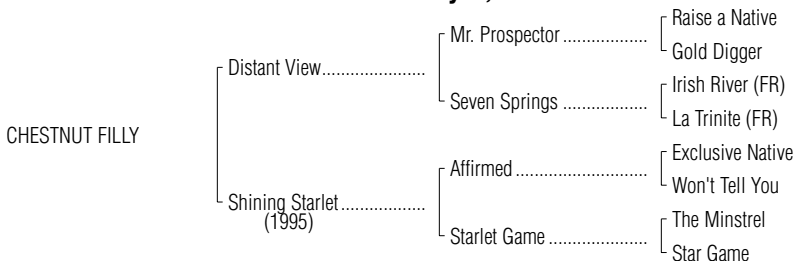 Raise a Native
Mr. Prospector ....................
Gold Digger
Distant View......................
Irish River (FR)
Seven Springs ....................
La Trinite (FR)
CHESTNUT FILLY
Exclusive Native
Affirmed ...............................
Won't Tell You
Shining Starlet ..................
(1995)
The Minstrel
Starlet Game .......................
Star Game